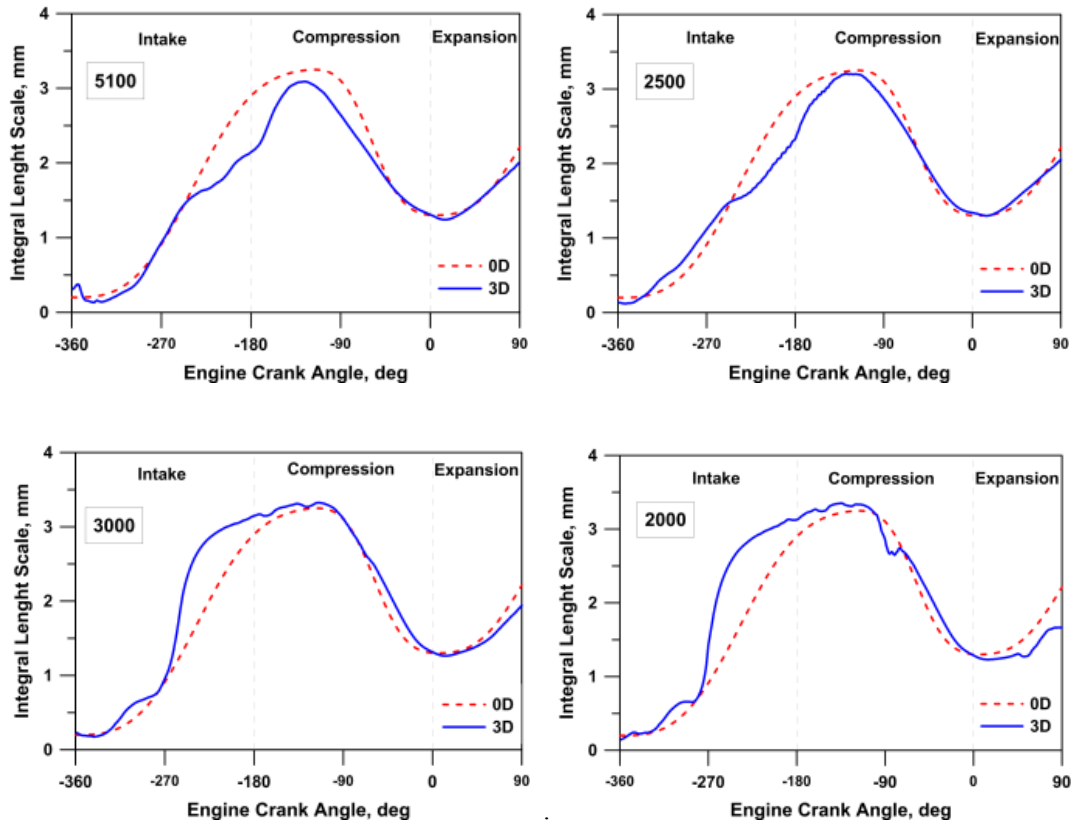 4
Intake
Compression
Expansion
5100
3
2
1
0
Integral Lenght Scale, mm
0D
3D
-360
-270
-180
-90
0
90
Engine Crank Angle, deg
4
Intake
Compression
Expansion
2500
3
2
1
0
Integral Lenght Scale, mm
0D
3D
-360
-270
-180
-90
0
90
Engine Crank Angle, deg
4
Intake
Compression
Expansion
3000
3
2
1
0
Integral Lenght Scale, mm
0D
3D
-360
-270
-180
-90
0
90
Engine Crank Angle, deg
4
Intake
Compression
Expansion
2000
3
2
1
0
Integral Lenght Scale, mm
0D
3D
-360
-270
-180
-90
0
90
Engine Crank Angle, deg
.